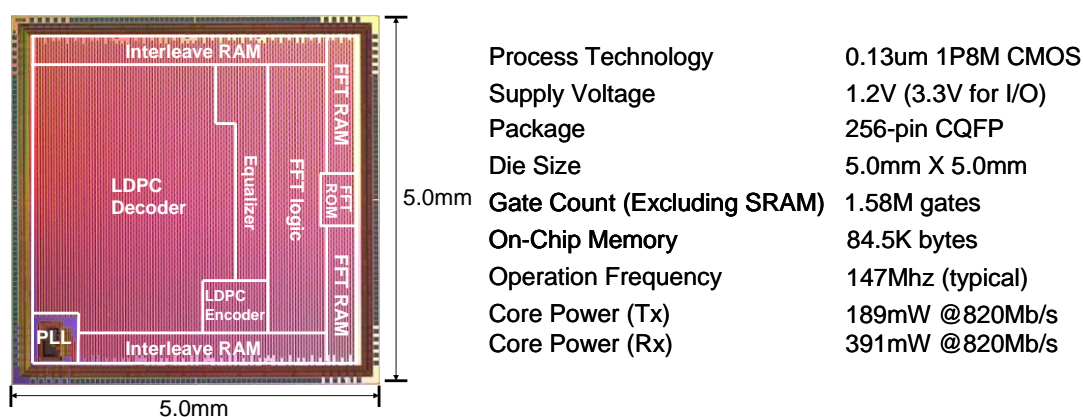 Interleave RAM
FFT RAM
LDPC
Decoder
Equalizer
FFT logic
FFT
ROM
FFT RAM
LDPC
Encoder
PLL
Interleave RAM
5.0mm
5.0mm
Process Technology 0.13um 1P8M CMOS
Supply Voltage 1.2V (3.3V for I/O)
Package 256-pin CQFP
Die Size 5.0mm X 5.0mm
Gate Count (Excluding SRAM) 1.58M gates
On-Chip Memory 84.5K bytes
Operation Frequency 147Mhz (typical)
Core Power (Tx) 189mW @820Mb/s
Core Power (Rx) 391mW @820Mb/s